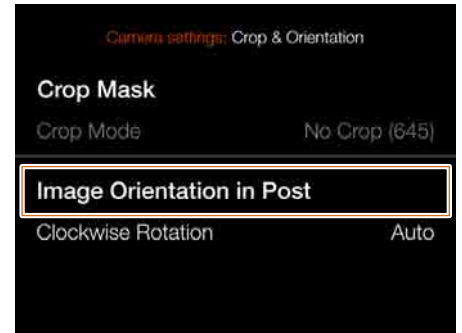 Camera settings: Crop & Orientation
Crop Mask
Crop Mode No Crop (645)
Image Orientation in Post
Clockwise Rotation Auto